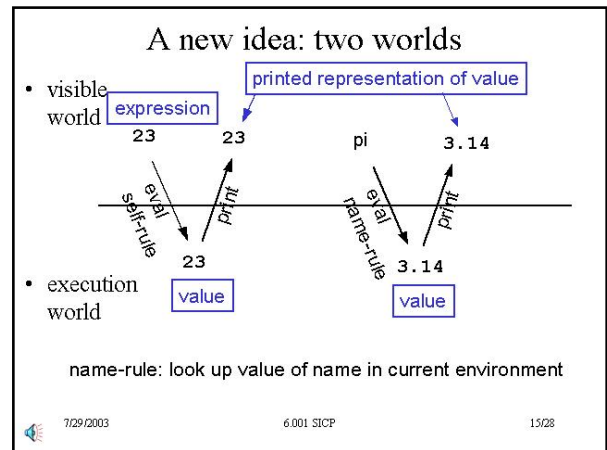 A new idea: two worlds
printed representation of value
• visible
world
expression
23
23
pi
3.14
eval
self-rule
print
eval
name-rule
print
23
3.14
• execution
world
value
value
name-rule: look up value of name in current environment
7/29/2003
6.001 SICP
15/28